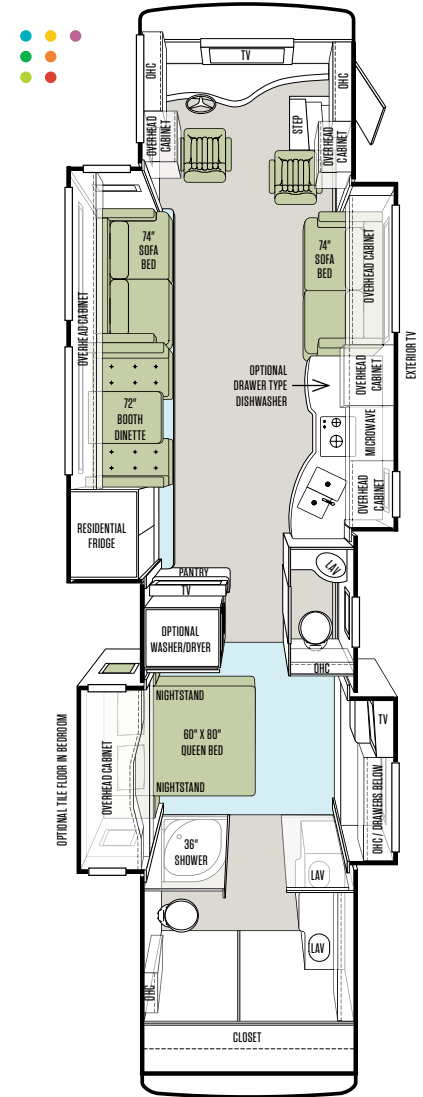 TV
OHC
OHC
OVERHEAD
CABINET
STEP
OVERHEAD
CABINET
74"
SOFA
BED
74"
SOFA
BED
OVERHEAD CABINET
OVERHEAD CABINET
EXTERIOR TV
OPTIONAL
DRAWER TYPE
DISHWASHER
OVERHEAD
CABINET
72"
BOOTH
DINETTE
MICROWAVE
OVERHEAD
CABINET
RESIDENTIAL
FRIDGE
PANTRY
TV
LAV
OPTIONAL
WASHER/DRYER
OHC
NIGHTSTAND
60" X 80"
QUEEN BED
NIGHTSTAND
OPTIONAL TILE FLOOR IN BEDROOM
OVERHEAD CABINET
TV
OHC / DRAWERS BELOW
36"
SHOWER
LAV
LAV
OHC
CLOSET